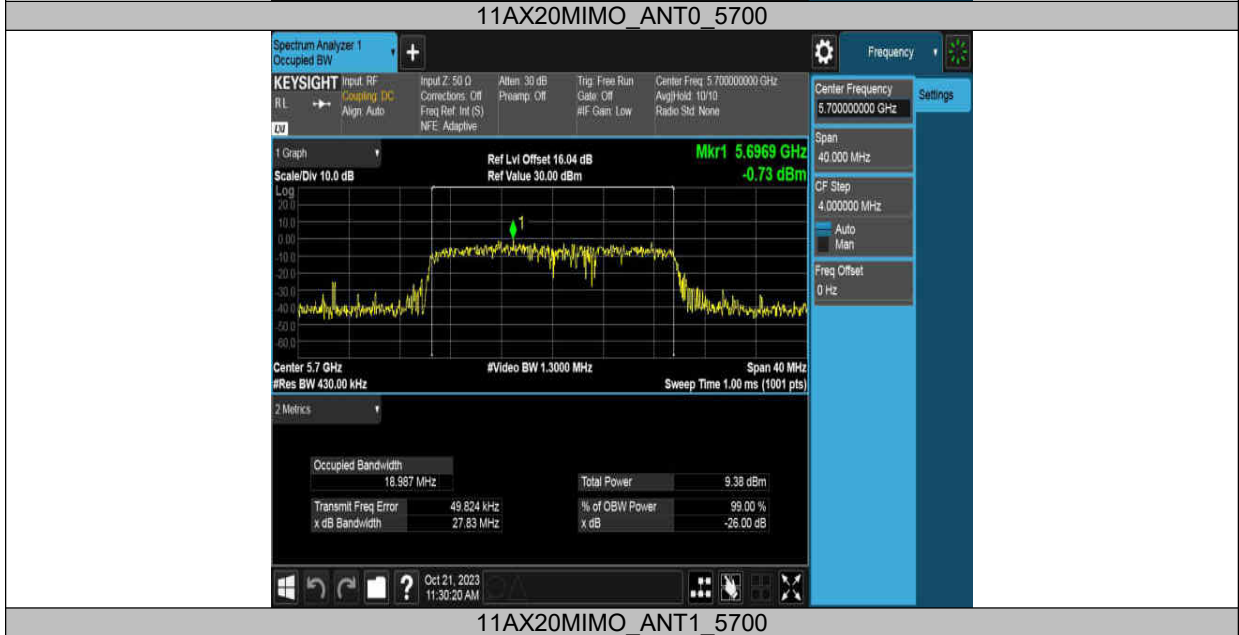 11AX20MIMO_ANT0_5700
Spectrum Analyzer 1
Occupied BW
+
Frequency
KEYSIGHT
RL
Input: RF
Coupling: DC
Align: Auto
Input Z: 50 Ω
Corrections: Off
Freq Ref: Int (S)
NFE: Adaptive
Atten: 30 dB
Preamp: Off
Trig: Free Run
Gate: Off
#IF Gain: Low
Center Freq: 5.700000000 GHz
Avg|Hold: 10/10
Radio Std: None
Center Frequency
5.700000000 GHz
Settings
Span
40.000 MHz
CF Step
4.000000 MHz
Auto
Man
Freq Offset
0 Hz
1 Graph
Scale/Div 10.0 dB
Ref Lvl Offset 16.04 dB
Ref Value 30.00 dBm
Mkr1 5.6969 GHz
-0.73 dBm
Log
20.0
10.0
0.00
-10.0
-20.0
-30.0
-40.0
-50.0
-60.0
1
Center 5.7 GHz
#Video BW 1.3000 MHz
Span 40 MHz
#Res BW 430.00 kHz
Sweep Time 1.00 ms (1001 pts)
2 Metrics
Occupied Bandwidth
18.987 MHz
Total Power 9.38 dBm
Transmit Freq Error 49.824 kHz
% of OBW Power 99.00 %
x dB Bandwidth 27.83 MHz
x dB -26.00 dB
?
Oct 21, 2023
11:30:20 AM
11AX20MIMO_ANT1_5700